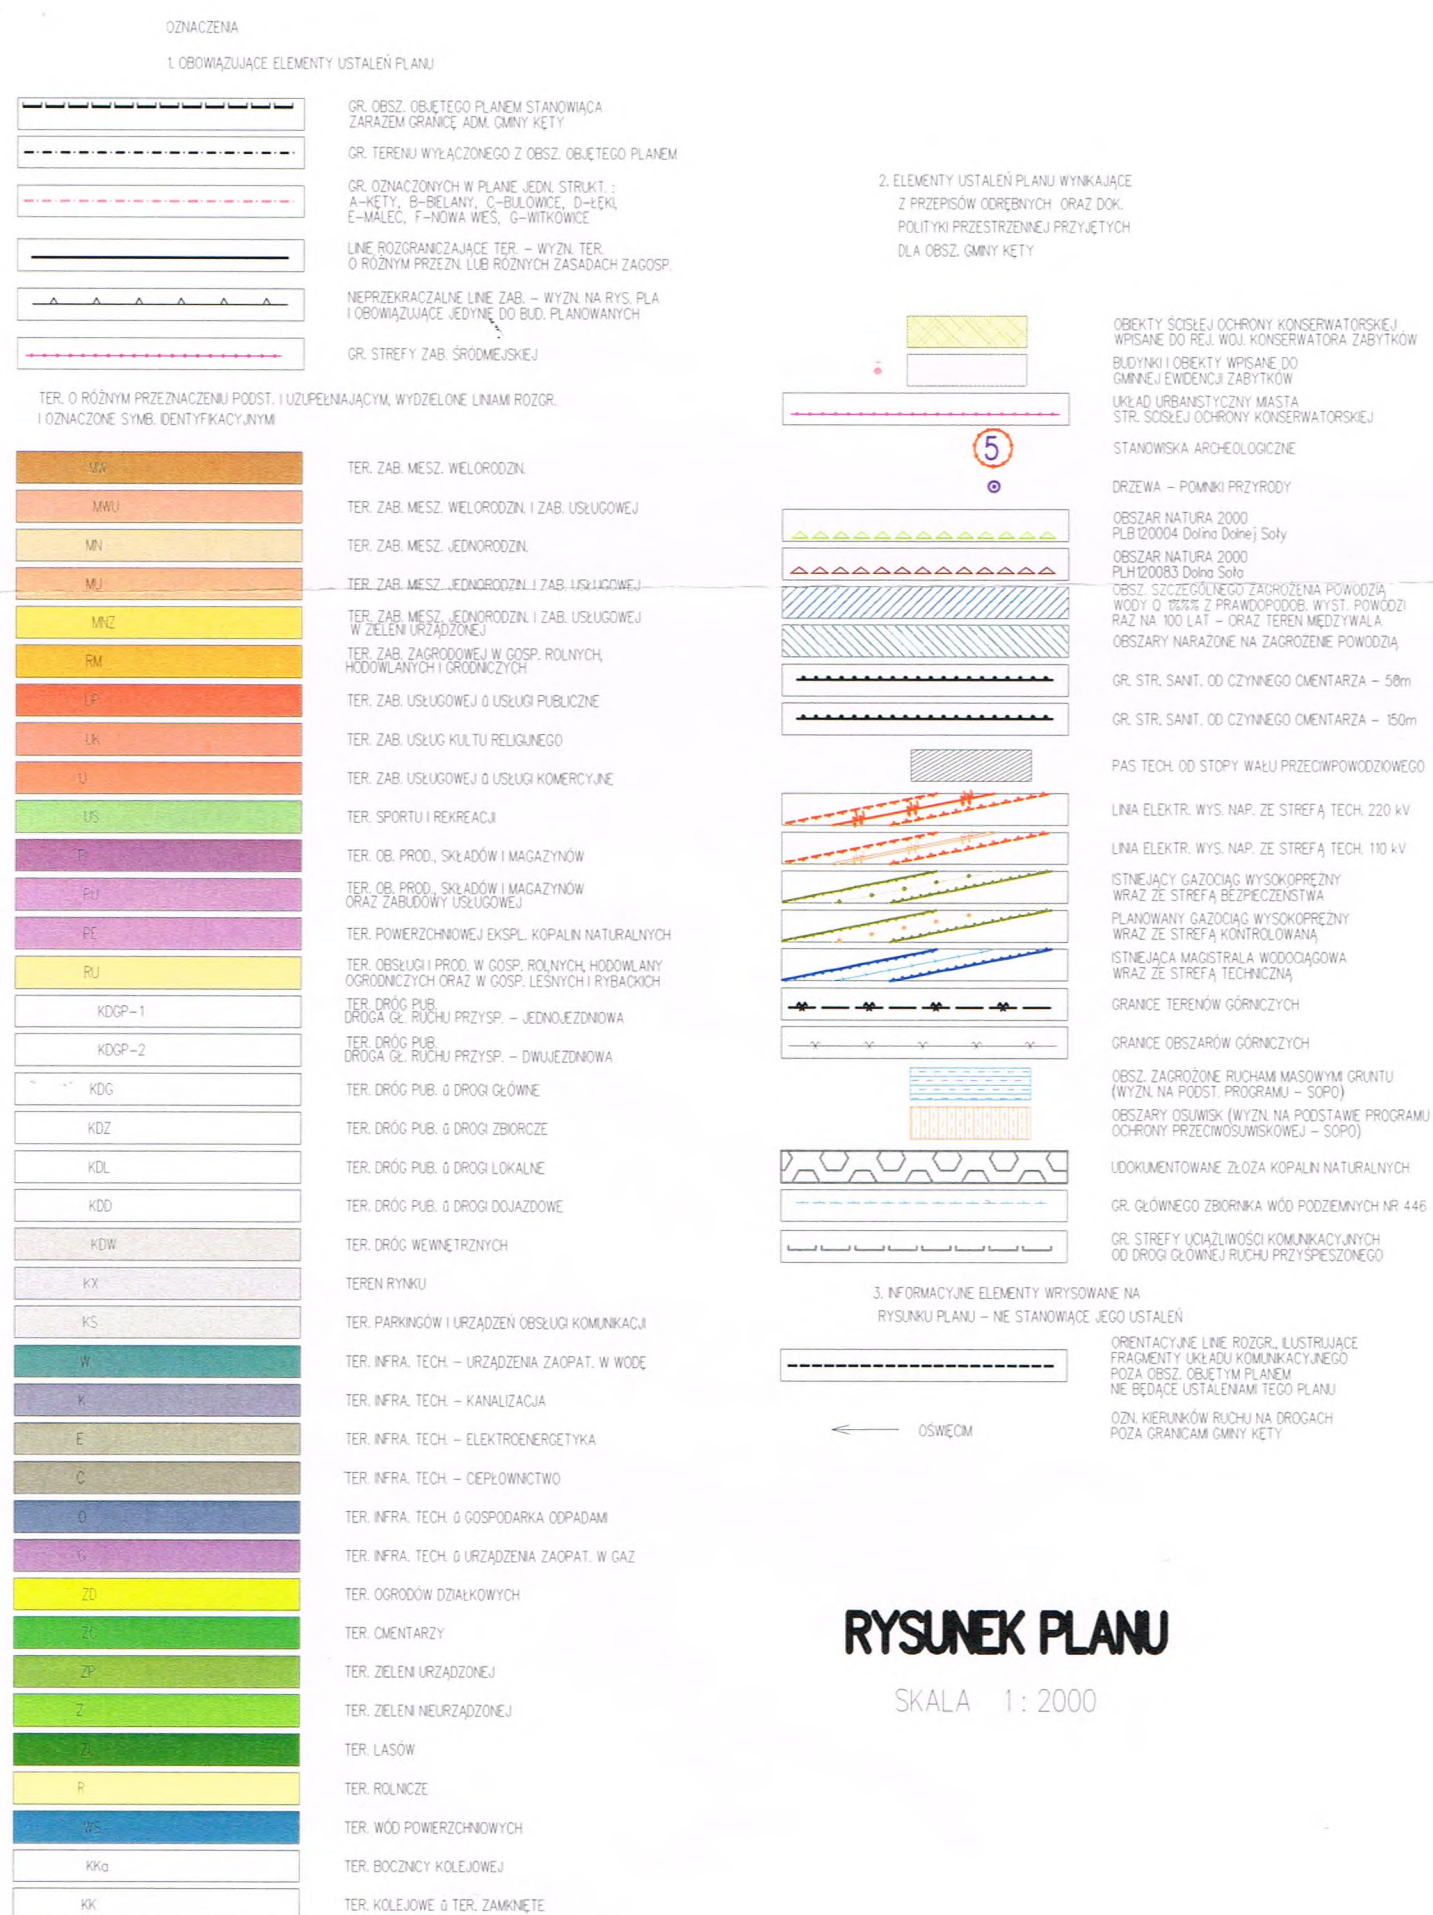 OZNACZENIA
1. OBOWIĄZUJĄCE ELEMENTY USTALEŃ PLANU
GR. OBSZ. OBJĘTEGO PLANEM STANOWIĄCA
ZARAZEM GRANICĘ ADM. GMINY KĘTY
GR. TERENU WYŁĄCZONEGO Z OBSZ. OBJĘTEGO PLANEM
GR. OZNACZONYCH W PLANIE JEDN. STRUKT. :
A-KĘTY, B-BIELANY, C-BULOWICE, D-ŁĘKI,
E-MALEC, F-NOWA WIEŚ, G-WITKOWICE
LINIE ROZGRANICZAJĄCE TER. - WYZN. TER.
O RÓŻNYM PRZEZN. LUB RÓŻNYCH ZASADACH ZAGOSP.
NIEPRZEKRACZALNE LINIE ZAB. - WYZN. NA RYS. PLA
I OBOWIĄZUJĄCE JEDYNIE DO BUD. PLANOWANYCH
GR. STREFY ZAB. ŚRÓDMIEJSKIEJ
TER. O RÓŻNYM PRZEZNACZENIU PODST. I UZUPEŁNIAJĄCYM, WYDZIELONE LINIAMI ROZGR.
I OZNACZONE SYMB. IDENTYFIKACYJNYMI
MW TER. ZAB. MIESZ. WIELORODZIN.
MWU TER. ZAB. MIESZ. WIELORODZIN. I ZAB. USŁUGOWEJ
MN TER. ZAB. MIESZ. JEDNORODZIN.
MU TER. ZAB. MIESZ. JEDNORODZIN. I ZAB. USŁUGOWEJ
MNZ TER. ZAB. MIESZ. JEDNORODZIN. I ZAB. USŁUGOWEJ
W ZIELENI URZĄDZONEJ
RM TER. ZAB. ZAGRODOWEJ W GOSP. ROLNYCH,
HODOWLANYCH I GRODNICZYCH
UP TER. ZAB. USŁUGOWEJ û USŁUGI PUBLICZNE
UK TER. ZAB. USŁUG KULTU RELIGIJNEGO
U TER. ZAB. USŁUGOWEJ û USŁUGI KOMERCYJNE
US TER. SPORTU I REKREACJI
P TER. OB. PROD., SKŁADÓW I MAGAZYNÓW
PU TER. OB. PROD., SKŁADÓW I MAGAZYNÓW
ORAZ ZABUDOWY USŁUGOWEJ
PE TER. POWIERZCHNIOWEJ EKSPL. KOPALIN NATURALNYCH
RU TER. OBSŁUGI I PROD. W GOSP. ROLNYCH, HODOWLANY
OGRODNICZYCH ORAZ W GOSP. LEŚNYCH I RYBACKICH
KDGP-1 TER. DRÓG PUB.
DROGA GŁ. RUCHU PRZYSP. - JEDNOJEZDNIOWA
KDGP-2 TER. DRÓG PUB.
DROGA GŁ. RUCHU PRZYSP. - DWUJEZDNIOWA
KDG TER. DRÓG PUB. û DROGI GŁÓWNE
KDZ TER. DRÓG PUB. û DROGI ZBIORCZE
KDL TER. DRÓG PUB. û DROGI LOKALNE
KDD TER. DRÓG PUB. û DROGI DOJAZDOWE
KDW TER. DRÓG WEWNĘTRZNYCH
KX TEREN RYNKU
KS TER. PARKINGÓW I URZĄDZEŃ OBSŁUGI KOMUNIKACJI
W TER. INFRA. TECH. - URZĄDZENIA ZAOPAT. W WODĘ
K TER. INFRA. TECH. - KANALIZACJA
E TER. INFRA. TECH. - ELEKTROENERGETYKA
C TER. INFRA. TECH. - CIEPŁOWNICTWO
O TER. INFRA. TECH. û GOSPODARKA ODPADAMI
G TER. INFRA. TECH. û URZĄDZENIA ZAOPAT. W GAZ
ZD TER. OGRODÓW DZIAŁKOWYCH
ZC TER. CMENTARZY
ZP TER. ZIELENI URZĄDZONEJ
Z TER. ZIELENI NIEURZĄDZONEJ
ZL TER. LASÓW
R TER. ROLNICZE
WS TER. WÓD POWIERZCHNIOWYCH
KKa TER. BOCZNICY KOLEJOWEJ
KK TER. KOLEJOWE û TER. ZAMKNIĘTE
2. ELEMENTY USTALEŃ PLANU WYNIKAJĄCE
Z PRZEPISÓW ODRĘBNYCH ORAZ DOK.
POLITYKI PRZESTRZENNEJ PRZYJĘTYCH
DLA OBSZ. GMINY KĘTY
OBIEKTY ŚCISŁEJ OCHRONY KONSERWATORSKIEJ
WPISANE DO REJ. WOJ. KONSERWATORA ZABYTKÓW
BUDYNKI I OBIEKTY WPISANE DO
GMINNEJ EWIDENCJI ZABYTKÓW
UKŁAD URBANISTYCZNY MIASTA
STR. ŚCISŁEJ OCHRONY KONSERWATORSKIEJ
5 STANOWISKA ARCHEOLOGICZNE
DRZEWA - POMNIKI PRZYRODY
OBSZAR NATURA 2000
PLB120004 Dolina Dolnej Soły
OBSZAR NATURA 2000
PLH120083 Dolna Soła
OBSZ. SZCZEGÓLNEGO ZAGROŻENIA POWODZIĄ
WODY Q 1%%% Z PRAWDOPODOB. WYST. POWODZI
RAZ NA 100 LAT - ORAZ TEREN MIĘDZYWALA
OBSZARY NARAŻONE NA ZAGROŻENIE POWODZIĄ
GR. STR. SANIT. OD CZYNNEGO CMENTARZA - 50m
GR. STR. SANIT. OD CZYNNEGO CMENTARZA - 150m
PAS TECH. OD STOPY WAŁU PRZECIWPOWODZIOWEGO
LINIA ELEKTR. WYS. NAP. ZE STREFĄ TECH. 220 kV
LINIA ELEKTR. WYS. NAP. ZE STREFĄ TECH. 110 kV
ISTNIEJĄCY GAZOCIĄG WYSOKOPRĘŻNY
WRAZ ZE STREFĄ BEZPIECZEŃSTWA
PLANOWANY GAZOCIĄG WYSOKOPRĘŻNY
WRAZ ZE STREFĄ KONTROLOWANĄ
ISTNIEJĄCA MAGISTRALA WODOCIĄGOWA
WRAZ ZE STREFĄ TECHNICZNĄ
GRANICE TERENÓW GÓRNICZYCH
GRANICE OBSZARÓW GÓRNICZYCH
OBSZ. ZAGROŻONE RUCHAMI MASOWYMI GRUNTU
(WYZN. NA PODST. PROGRAMU - SOPO)
OBSZARY OSUWISK (WYZN. NA PODSTAWIE PROGRAMU
OCHRONY PRZECIWOSUWISKOWEJ - SOPO)
UDOKUMENTOWANE ZŁOŻA KOPALIN NATURALNYCH
GR. GŁÓWNEGO ZBIORNIKA WÓD PODZIEMNYCH NR 446
GR. STREFY UCIĄŻLIWOŚCI KOMUNIKACYJNYCH
OD DROGI GŁÓWNEJ RUCHU PRZYŚPIESZONEGO
3. INFORMACYJNE ELEMENTY WRYSOWANE NA
RYSUNKU PLANU - NIE STANOWIĄCE JEGO USTALEŃ
ORIENTACYJNE LINIE ROZGR., ILUSTRUJĄCE
FRAGMENTY UKŁADU KOMUNIKACYJNEGO
POZA OBSZ. OBJĘTYM PLANEM
NIE BĘDĄCE USTALENIAMI TEGO PLANU
OŚWIĘCIM OZN. KIERUNKÓW RUCHU NA DROGACH
POZA GRANICAMI GMINY KĘTY
RYSUNEK PLANU
SKALA 1: 2000